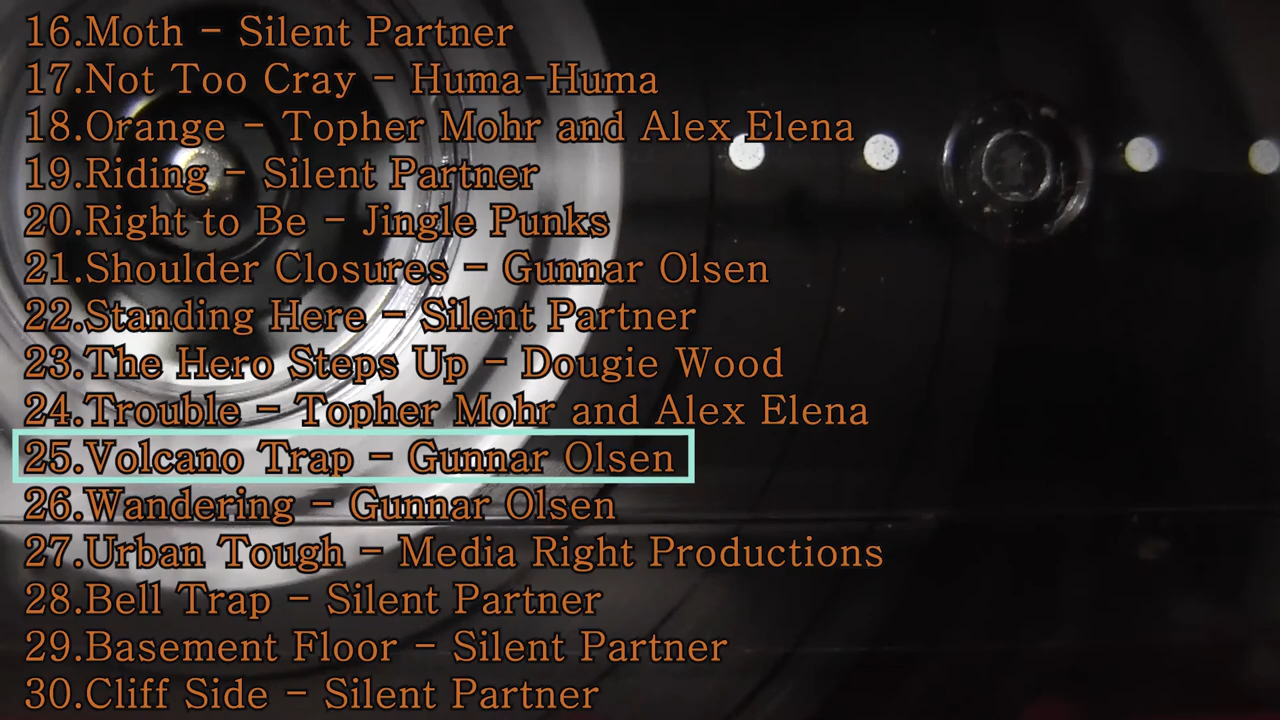 16.Moth - Silent Partner
17.Not Too Cray - Huma-Huma
18.Orange - Topher Mohr and Alex Elena
19.Riding - Silent Partner
20.Right to Be - Jingle Punks
21.Shoulder Closures - Gunnar Olsen
22.Standing Here - Silent Partner
23.The Hero Steps Up - Dougie Wood
24.Trouble - Topher Mohr and Alex Elena
25.Volcano Trap - Gunnar Olsen
26.Wandering - Gunnar Olsen
27.Urban Tough - Media Right Productions
28.Bell Trap - Silent Partner
29.Basement Floor - Silent Partner
30.Cliff Side - Silent Partner